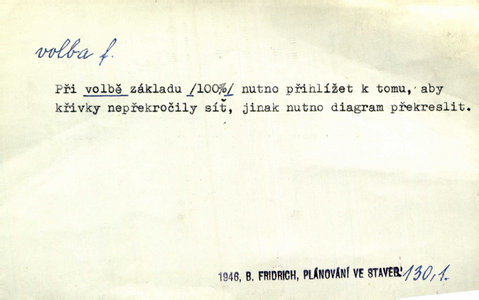 volba f.
Při volbě základu /100%/ nutno přihlížet k tomu, aby
křivky nepřekročily síť, jinak nutno diagram překreslit.
1946, B. FRIDRICH, PLÁNOVÁNÍ VE STAVEB. 130,1.